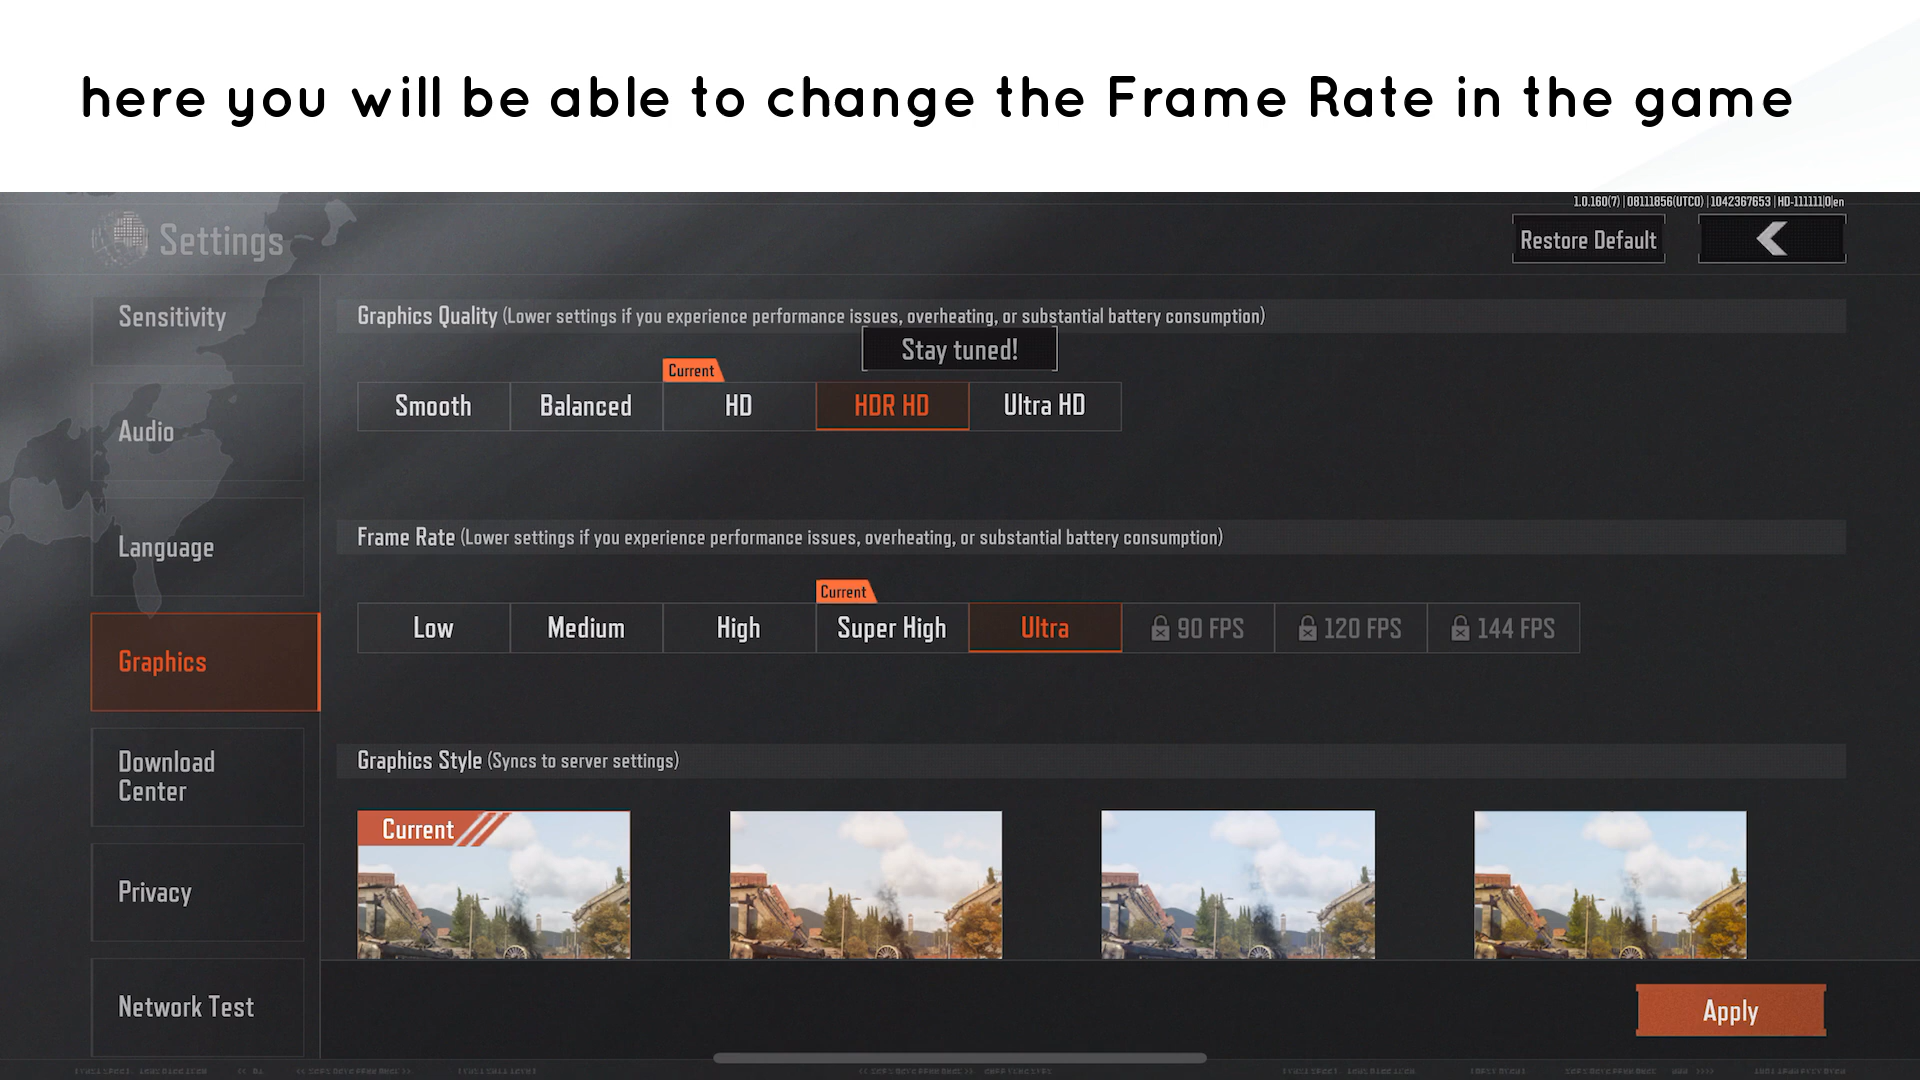 here you will be able to change the Frame Rate in the game
1.0.160(7) | 08111856(UTC0) | 1042367653 | HD-111111|0|en
Settings
Restore Default
Sensitivity
Audio
Language
Graphics
Download
Center
Privacy
Network Test
Graphics Quality (Lower settings if you experience performance issues, overheating, or substantial battery consumption)
Stay tuned!
Current
Smooth Balanced HD HDR HD Ultra HD
Frame Rate (Lower settings if you experience performance issues, overheating, or substantial battery consumption)
Current
Low Medium High Super High Ultra 90 FPS 120 FPS 144 FPS
Graphics Style (Syncs to server settings)
Current
Apply